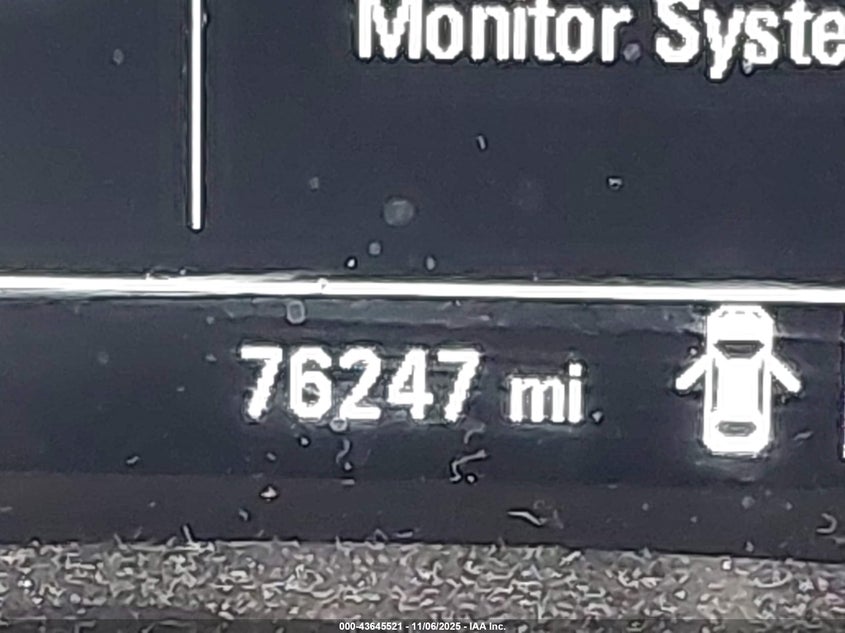 Monitor Syste
76247 mi
000-43645521 - 11/06/2025 - IAA Inc.